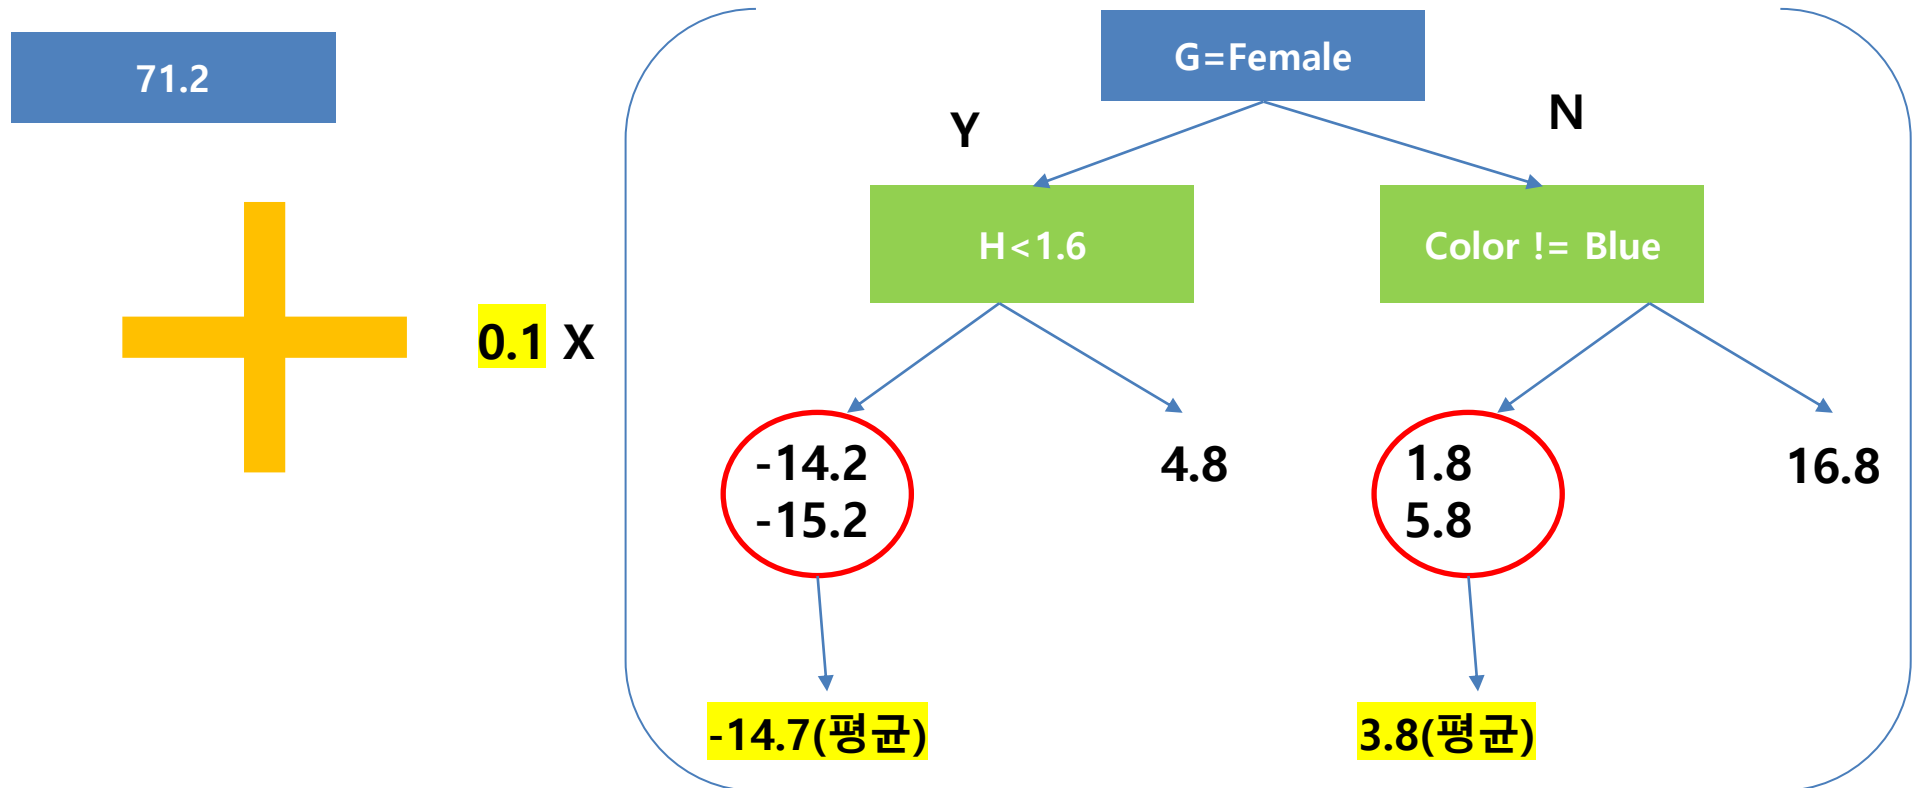 71.2
G=Female
Y
N
H<1.6
Color != Blue
0.1 X
-14.2
-15.2
4.8
1.8
5.8
16.8
-14.7(평균)
3.8(평균)